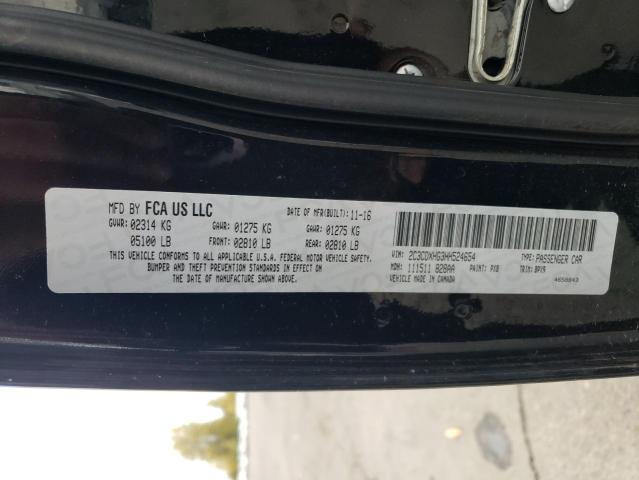 MFD BY FCA US LLC DATE OF MFR(BUILT): 11-16
GVWR: 02314 KG GAWR: 01275 KG GAWR: 01275 KG
05100 LB FRONT: 02810 LB REAR: 02810 LB
THIS VEHICLE CONFORMS TO ALL APPLICABLE U.S.A. FEDERAL MOTOR VEHICLE SAFETY,
BUMPER AND THEFT PREVENTION STANDARDS IN EFFECT ON
THE DATE OF MANUFACTURE SHOWN ABOVE.
VIN: 2C3CDXHG3HH524654 TYPE: PASSENGER CAR
MDH: 111511 828AA PAINT: PX8 TRIM: BPX9
VEHICLE MADE IN CANADA 4658843